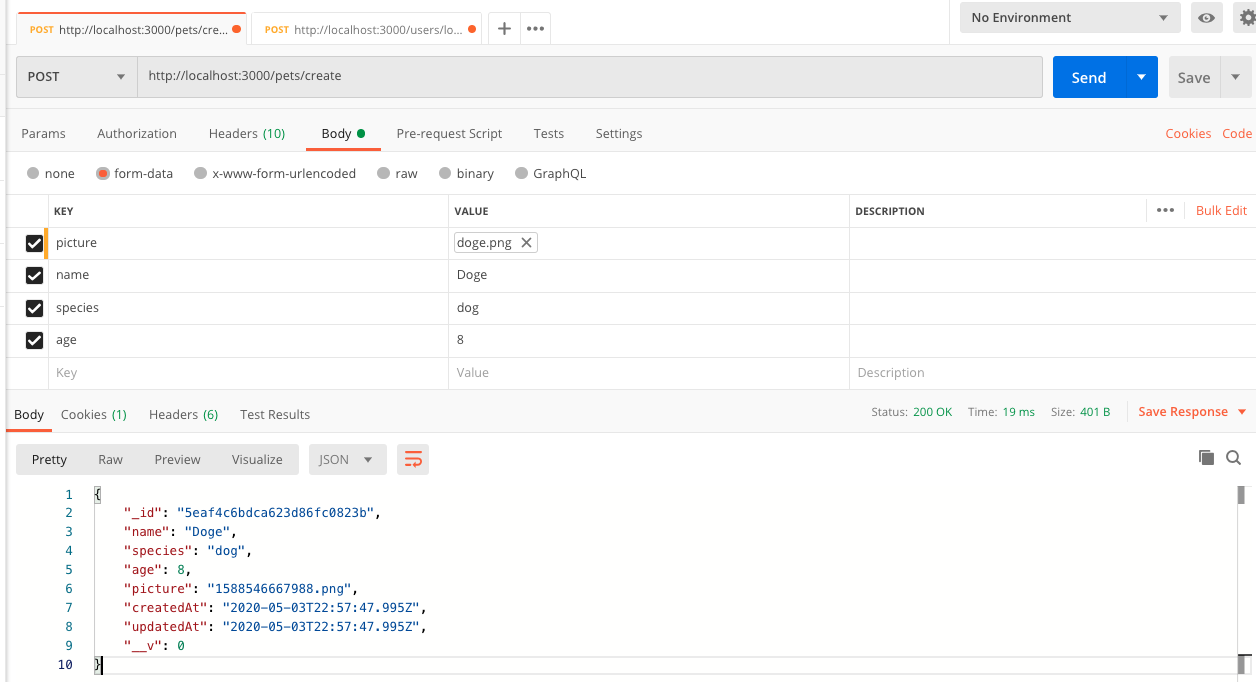 POST http://localhost:3000/pets/cre... POST http://localhost:3000/users/lo... No Environment
POST http://localhost:3000/pets/create Send Save
Params Authorization Headers (10) Body Pre-request Script Tests Settings Cookies Code
none form-data x-www-form-urlencoded raw binary GraphQL
KEY VALUE DESCRIPTION Bulk Edit
picture doge.png
name Doge
species dog
age 8
Key Value Description
Body Cookies (1) Headers (6) Test Results Status: 200 OK Time: 19 ms Size: 401 B Save Response
Pretty Raw Preview Visualize JSON
1 {
2 "_id": "5eaf4c6bdca623d86fc0823b",
3 "name": "Doge",
4 "species": "dog",
5 "age": 8,
6 "picture": "1588546667988.png",
7 "createdAt": "2020-05-03T22:57:47.995Z",
8 "updatedAt": "2020-05-03T22:57:47.995Z",
9 "__v": 0
10 }